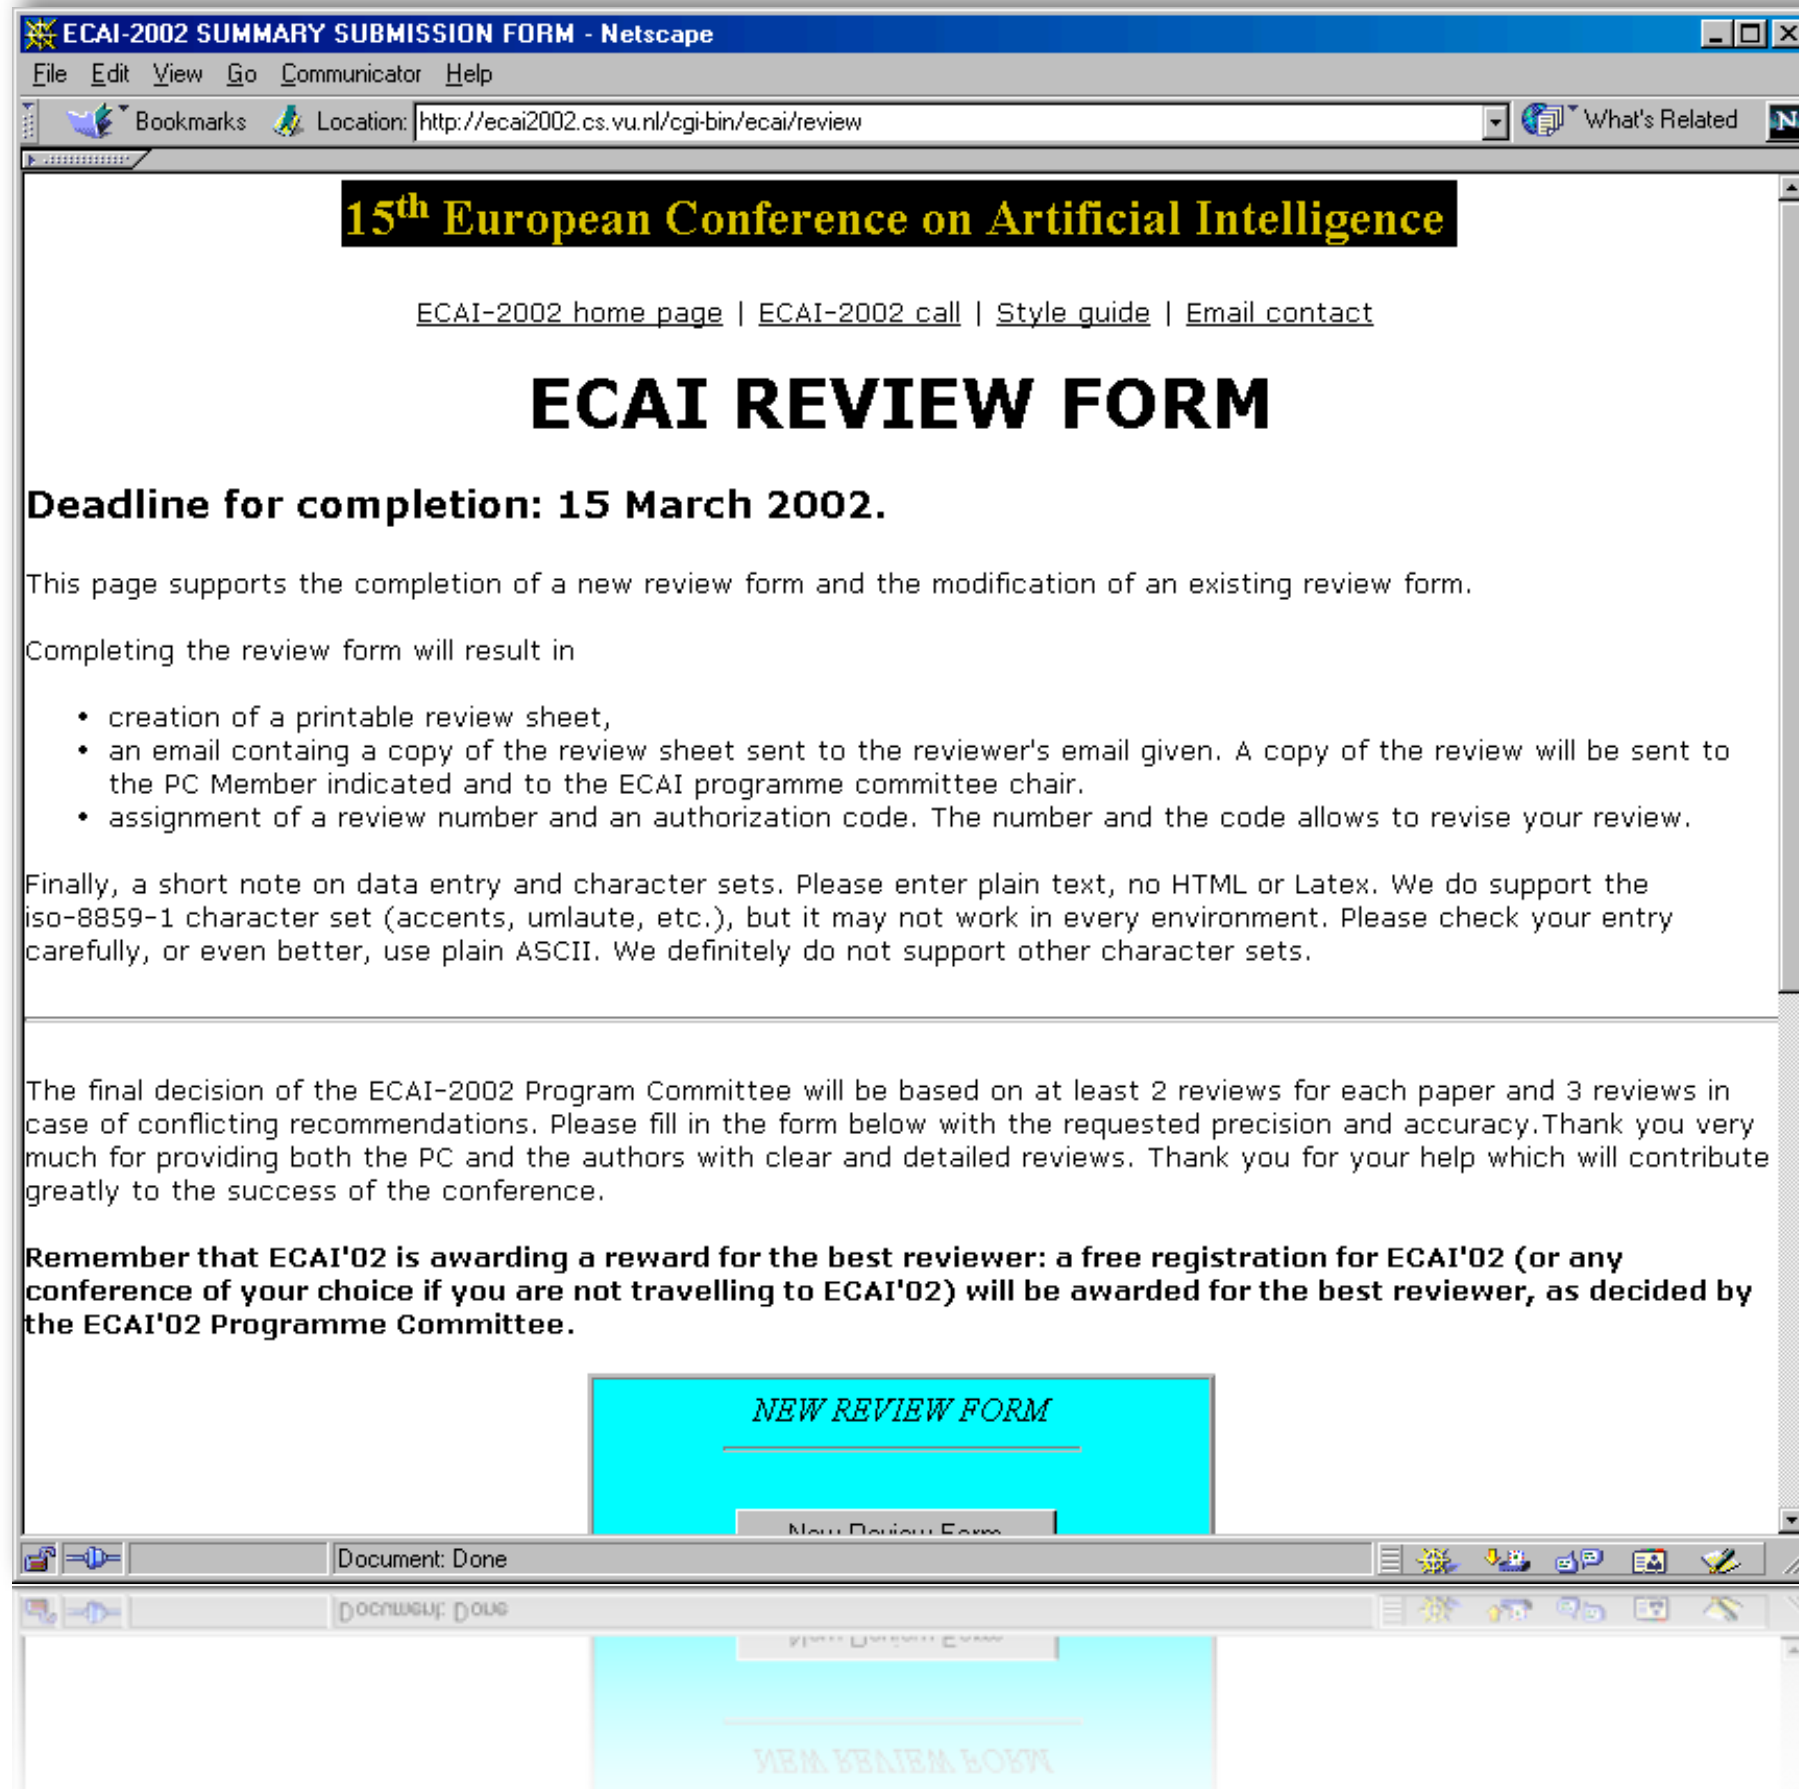 ECAI-2002 SUMMARY SUBMISSION FORM - Netscape
File Edit View Go Communicator Help
Bookmarks Location: http://ecai2002.cs.vu.nl/cgi-bin/ecai/review What's Related N
15th European Conference on Artificial Intelligence
ECAI-2002 home page | ECAI-2002 call | Style guide | Email contact
ECAI REVIEW FORM
Deadline for completion: 15 March 2002.
This page supports the completion of a new review form and the modification of an existing review form.
Completing the review form will result in
• creation of a printable review sheet,
• an email containg a copy of the review sheet sent to the reviewer's email given. A copy of the review will be sent to
the PC Member indicated and to the ECAI programme committee chair.
• assignment of a review number and an authorization code. The number and the code allows to revise your review.
Finally, a short note on data entry and character sets. Please enter plain text, no HTML or Latex. We do support the
iso-8859-1 character set (accents, umlaute, etc.), but it may not work in every environment. Please check your entry
carefully, or even better, use plain ASCII. We definitely do not support other character sets.
The final decision of the ECAI-2002 Program Committee will be based on at least 2 reviews for each paper and 3 reviews in
case of conflicting recommendations. Please fill in the form below with the requested precision and accuracy.Thank you very
much for providing both the PC and the authors with clear and detailed reviews. Thank you for your help which will contribute
greatly to the success of the conference.
Remember that ECAI'02 is awarding a reward for the best reviewer: a free registration for ECAI'02 (or any
conference of your choice if you are not travelling to ECAI'02) will be awarded for the best reviewer, as decided by
the ECAI'02 Programme Committee.
NEW REVIEW FORM
New Review Form
Document: Done